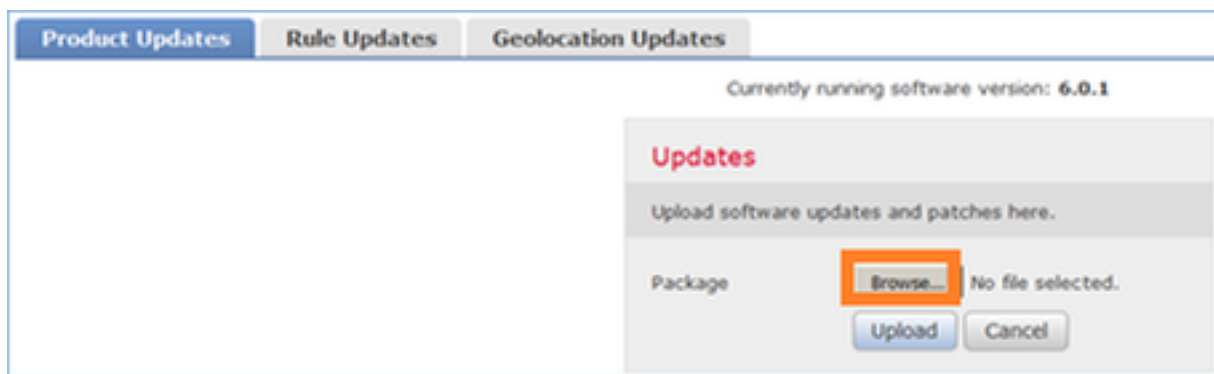 Product Updates Rule Updates Geolocation Updates
Currently running software version: 6.0.1
Updates
Upload software updates and patches here.
Package Browse... No file selected.
Upload Cancel